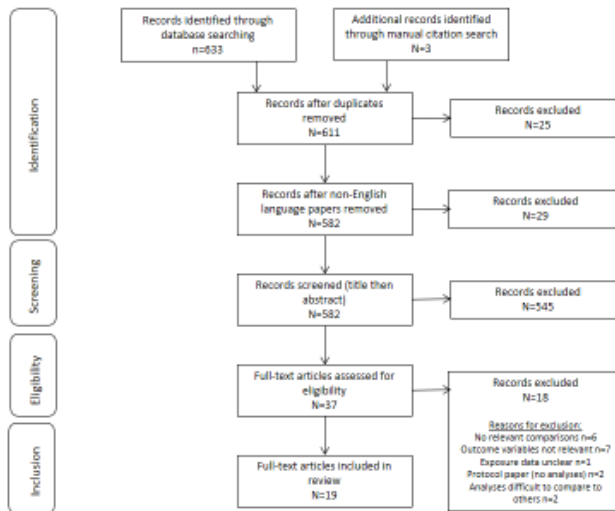 Records identified through
database searching
n=633
Additional records identified
through manual citation search
N=3
Identification
Records after duplicates
removed
N=611
Records excluded
N=25
Records after non-English
language papers removed
N=582
Records excluded
N=29
Screening
Records screened (title then
abstract)
N=582
Records excluded
N=545
Eligibility
Full-text articles assessed for
eligibility
N=37
Records excluded
N=18
Reasons for exclusion:
No relevant comparisons n=6
Outcome variables not relevant n=7
Exposure data unclear n=1
Protocol paper (no analyses) n=2
Analyses difficult to compare to
others n=2
Inclusion
Full-text articles included in
review
N=19